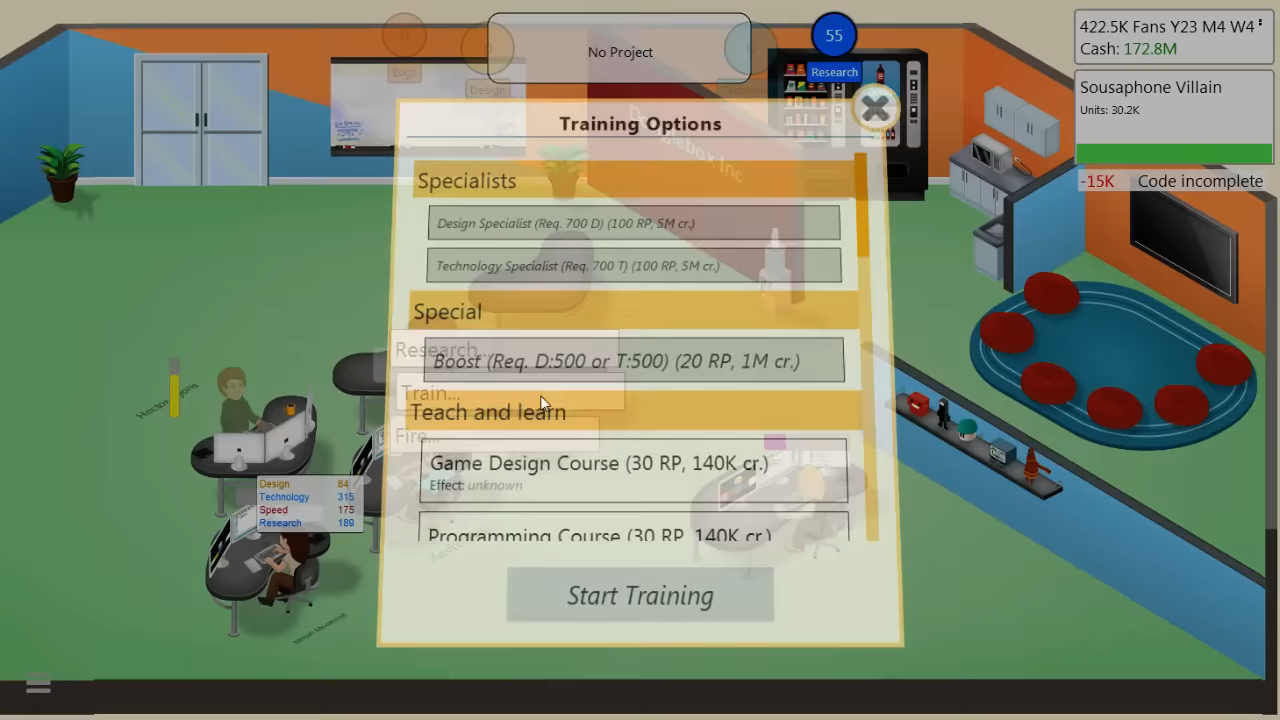 No Project
Bugs
Design
55
Research
422.5K Fans Y23 M4 W4
Cash: 172.8M
Sousaphone Villain
Units: 30.2K
-15K Code incomplete
Training Options
Specialists
Design Specialist (Req. 700 D) (100 RP, 5M cr.)
Technology Specialist (Req. 700 T) (100 RP, 5M cr.)
Special
Boost (Req. D:500 or T:500) (20 RP, 1M cr.)
Research...
Train...
Fire...
Teach and learn
Game Design Course (30 RP, 140K cr.)
Effect: unknown
Programming Course (30 RP, 140K cr.)
Start Training
Design 84
Technology 315
Speed 175
Research 189